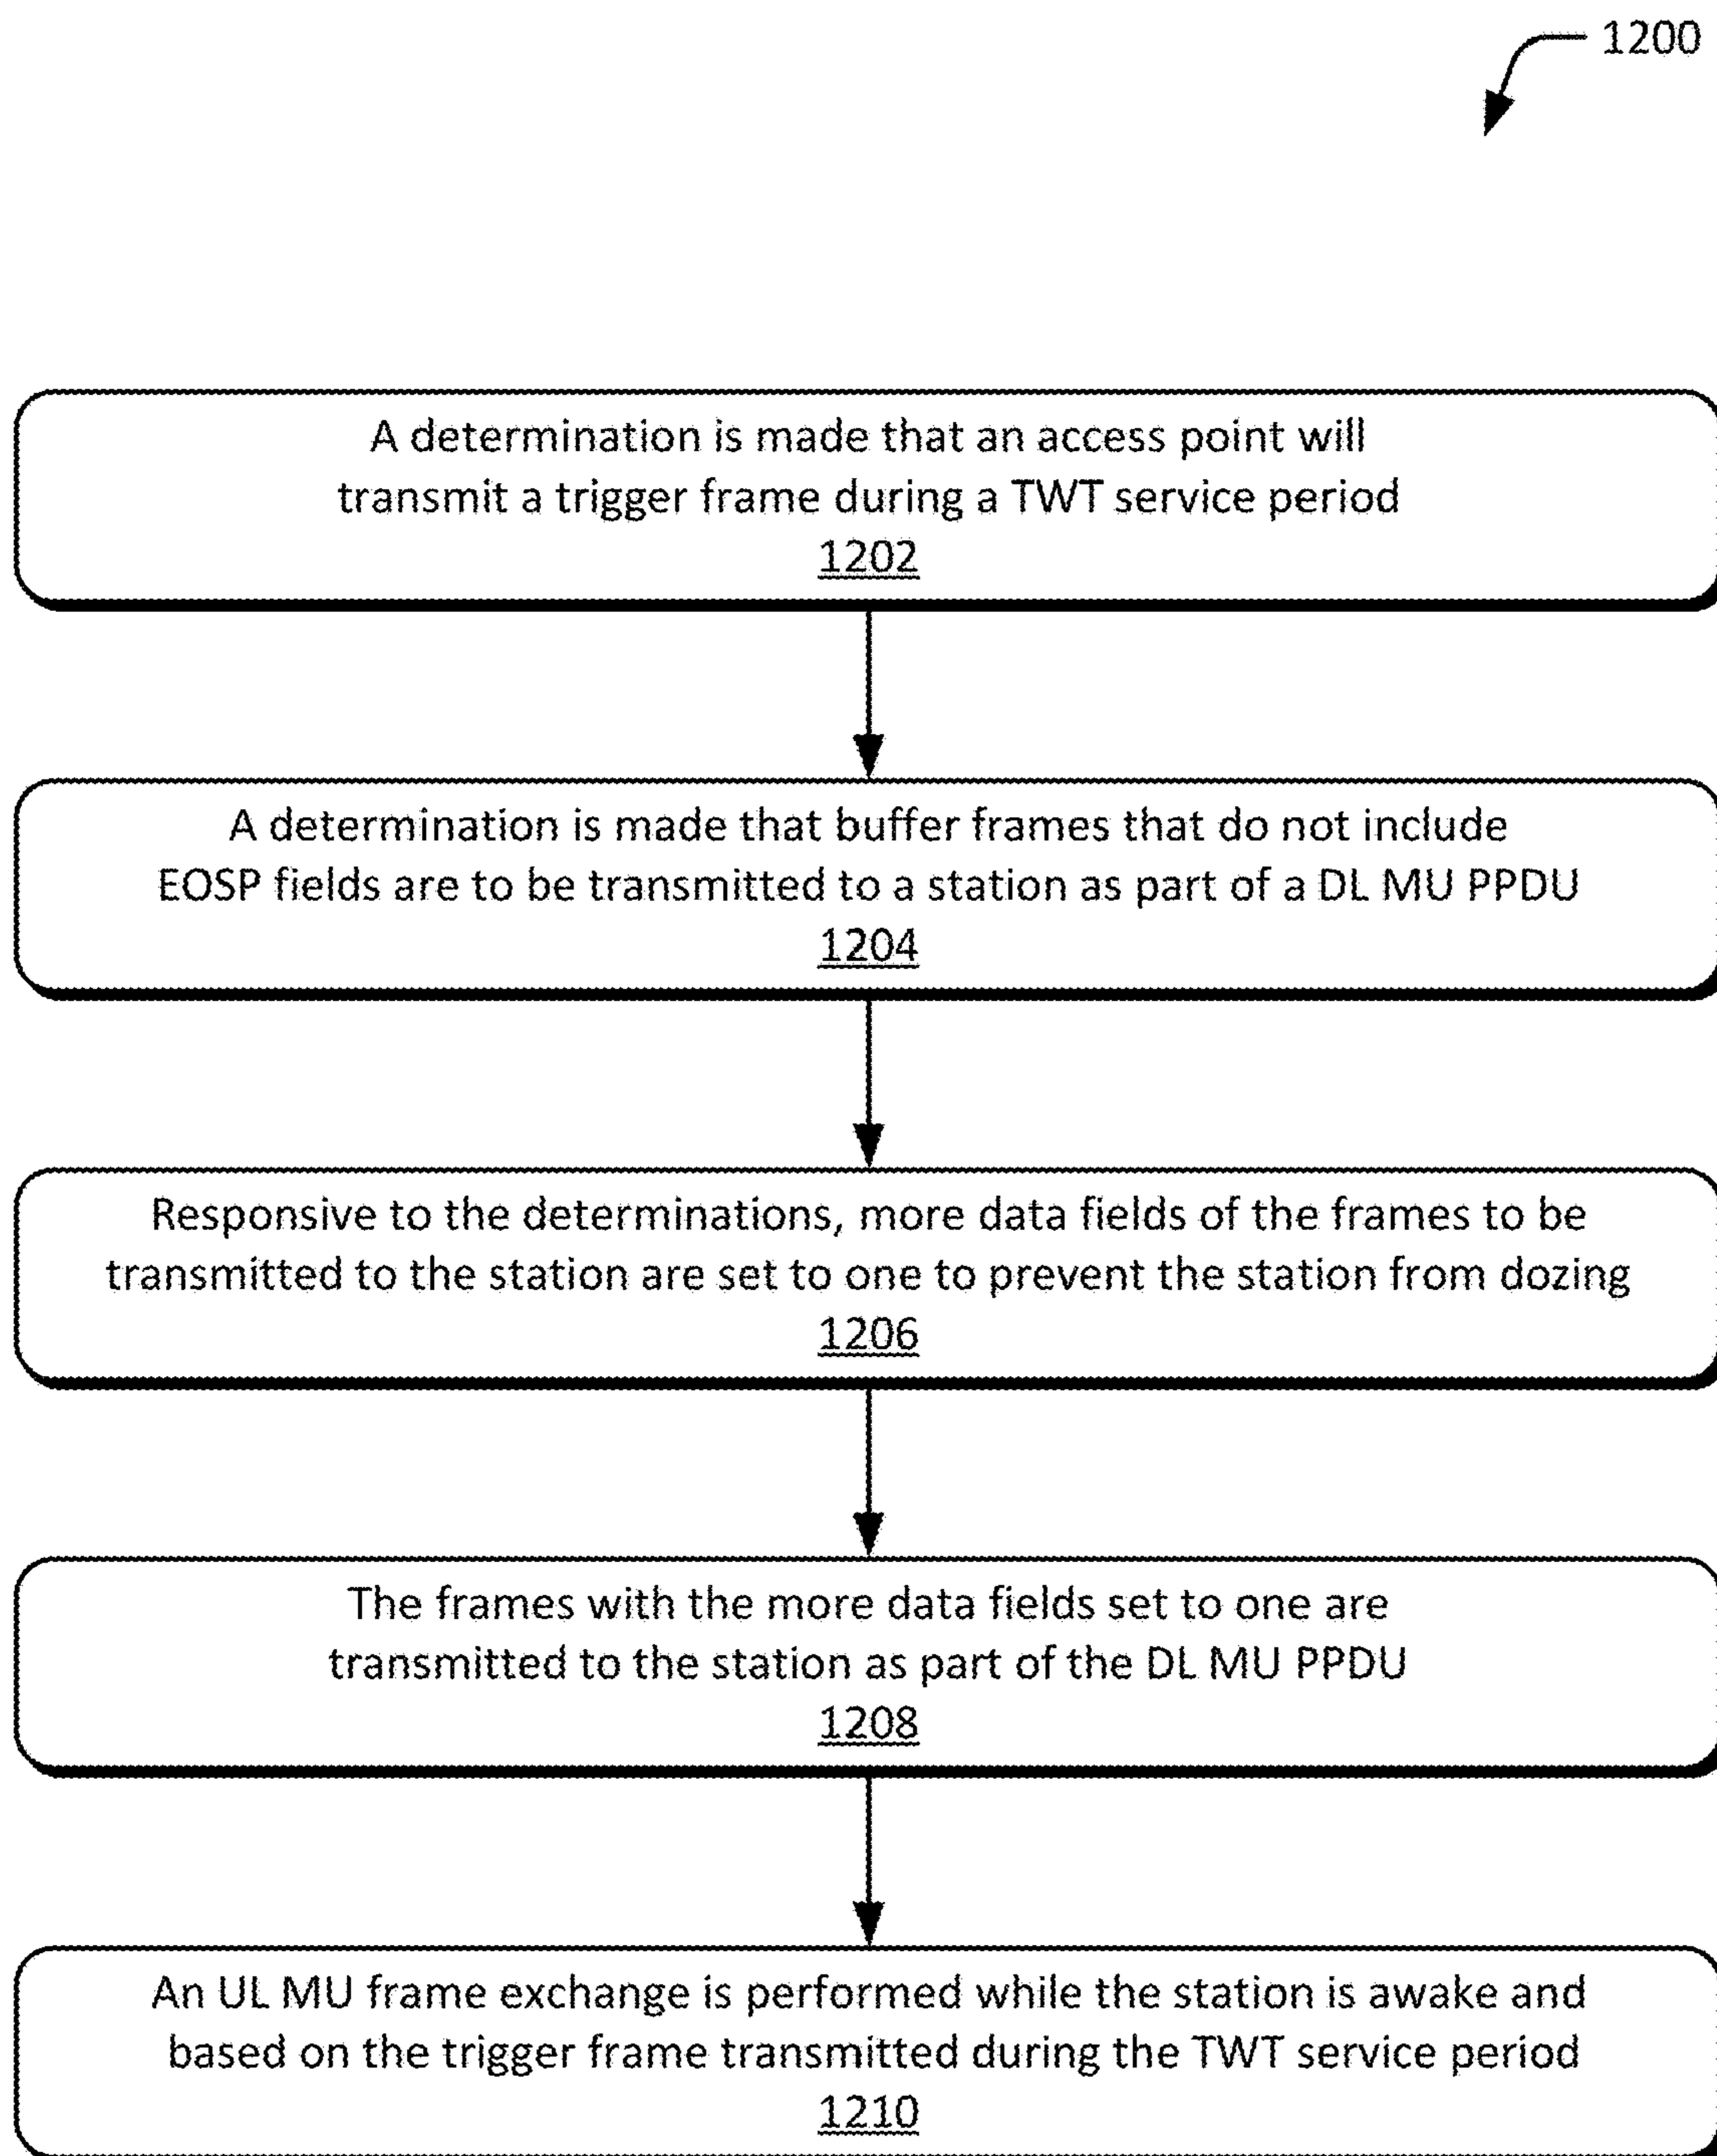 1200
A determination is made that an access point will
transmit a trigger frame during a TWT service period
1202
A determination is made that buffer frames that do not include
EOSP fields are to be transmitted to a station as part of a DL MU PPDU
1204
Responsive to the determinations, more data fields of the frames to be
transmitted to the station are set to one to prevent the station from dozing
1206
The frames with the more data fields set to one are
transmitted to the station as part of the DL MU PPDU
1208
An UL MU frame exchange is performed while the station is awake and
based on the trigger frame transmitted during the TWT service period
1210